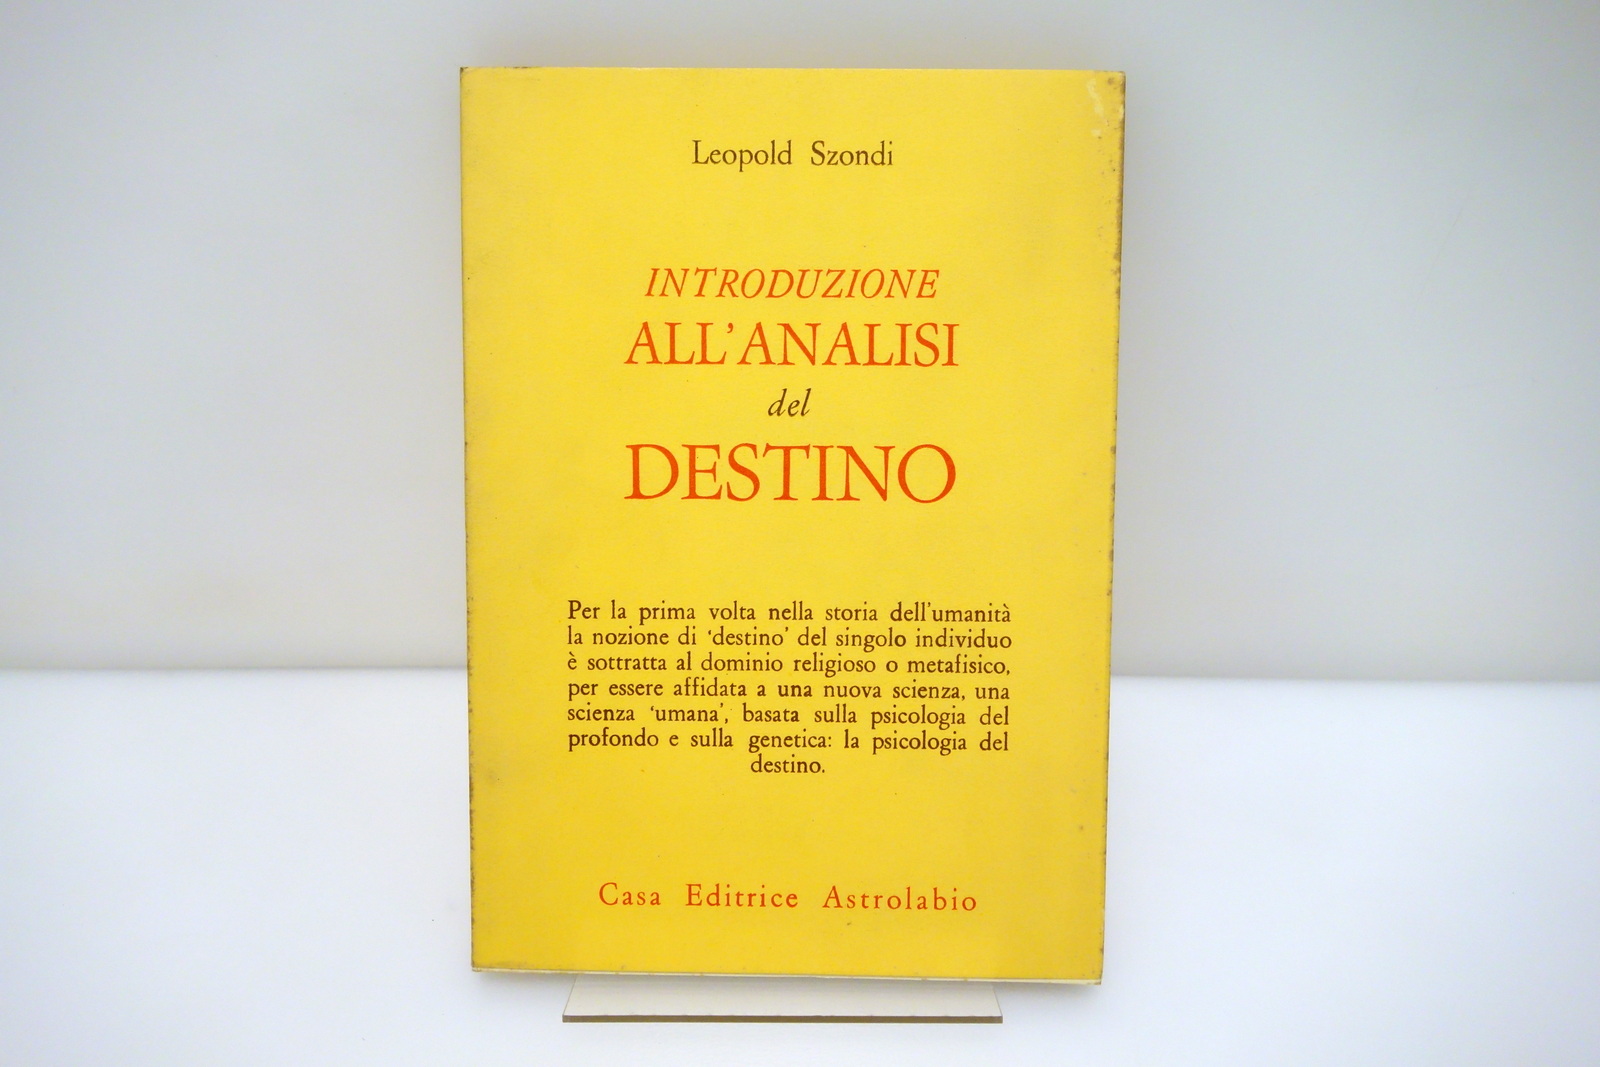 Leopold Szondi
INTRODUZIONE
ALL'ANALISI
del
DESTINO
Per la prima volta nella storia dell'umanità
la nozione di 'destino' del singolo individuo
è sottratta al dominio religioso o metafisico,
per essere affidata a una nuova scienza, una
scienza 'umana', basata sulla psicologia del
profondo e sulla genetica: la psicologia del
destino.
Casa Editrice Astrolabio